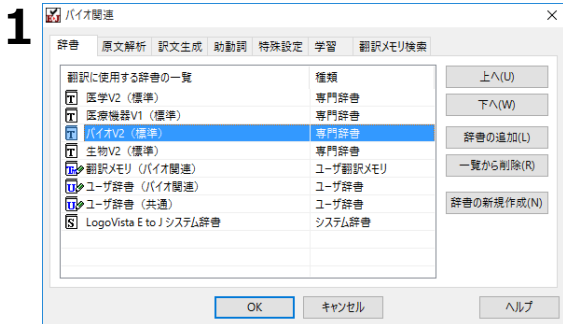 1
バイオ関連
辞書 原文解析 訳文生成 助動詞 特殊設定 学習 翻訳メモリ検索
翻訳に使用する辞書の一覧 種類
T 医学V2（標準） 専門辞書
T 医療機器V1（標準） 専門辞書
T バイオV2（標準） 専門辞書
T 生物V2（標準） 専門辞書
翻訳メモリ（バイオ関連） ユーザ翻訳メモリ
U ユーザ辞書（バイオ関連） ユーザ辞書
U ユーザ辞書（共通） ユーザ辞書
S LogoVista E to J システム辞書 システム辞書
上へ(U)
下へ(W)
辞書の追加(L)
一覧から削除(R)
辞書の新規作成(N)
OK キャンセル ヘルプ